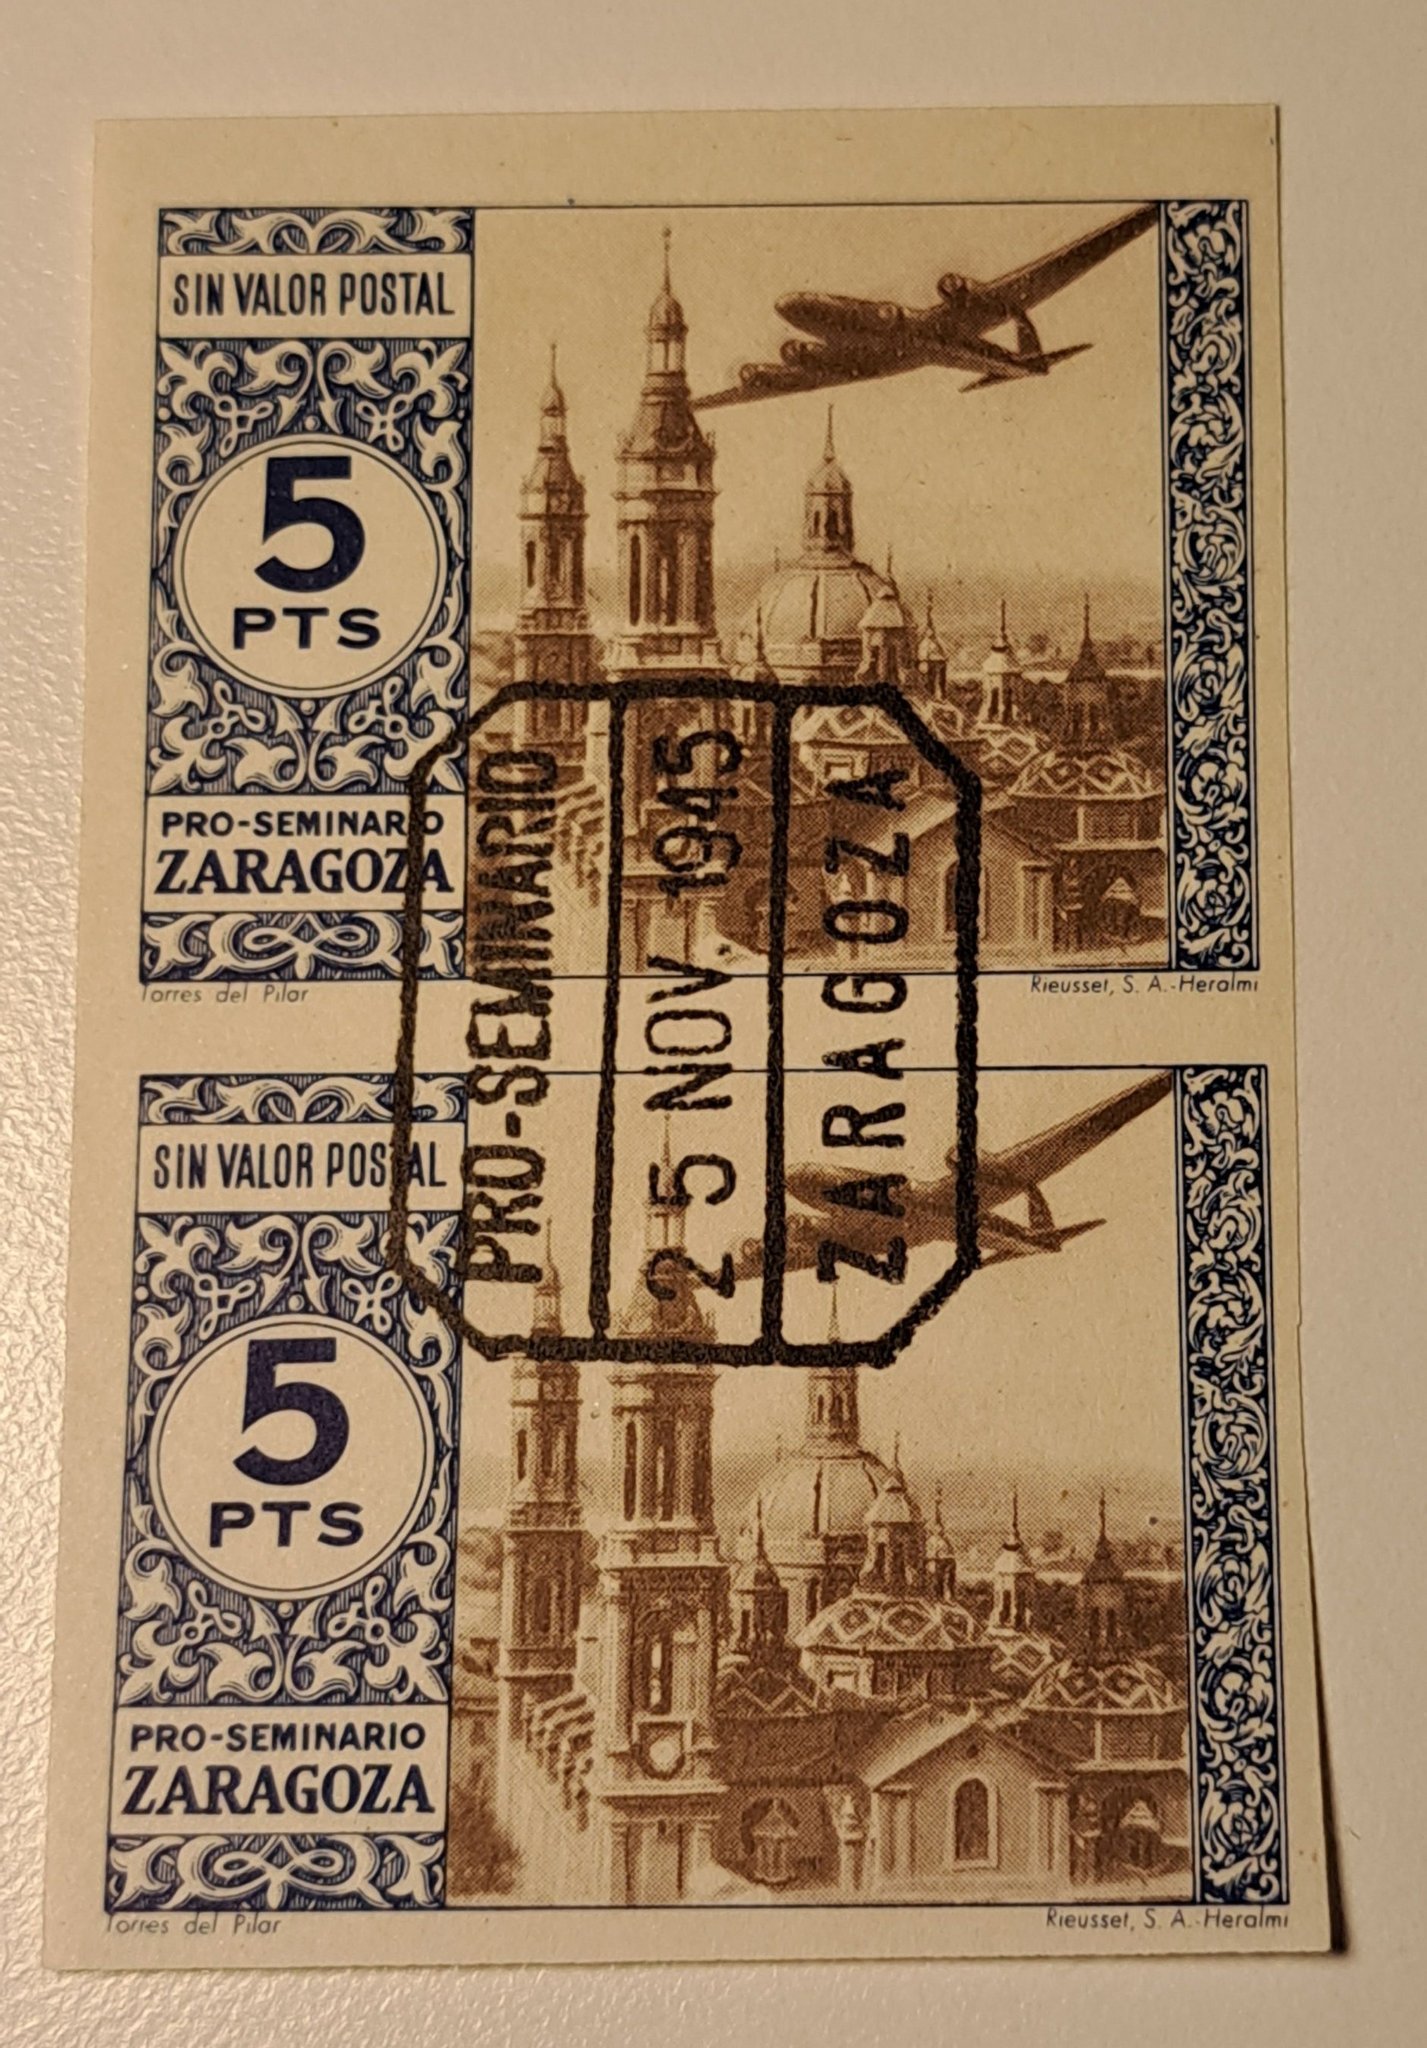 SIN VALOR POSTAL
5
PTS
PRO-SEMINARIO
ZARAGOZA
Torres del Pilar
Rieusset, S. A.-Heralmi
PRO-SEMINARIO
25 NOV 1945
ZARAGOZA
SIN VALOR POSTAL
5
PTS
PRO-SEMINARIO
ZARAGOZA
Torres del Pilar
Rieusset, S. A.-Heralmi